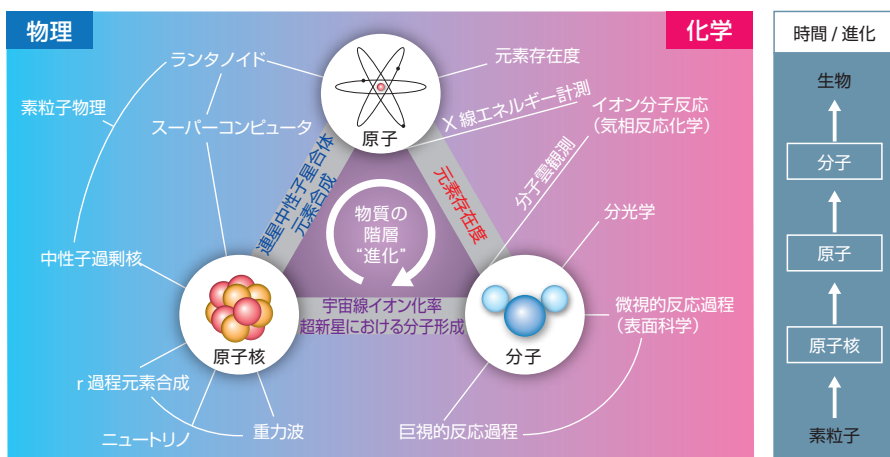 物理
化学
時間 / 進化
ランタノイド
元素存在度
素粒子物理
スーパーコンピュータ
原子
X線エネルギー計測
イオン分子反応
（気相反応化学）
連星中性子星合体
元素合成
元素存在度
分子雲観測
物質の
階層
“進化”
分光学
中性子過剰核
宇宙線イオン化率
超新星における分子形成
微視的反応過程
（表面科学）
原子核
分子
r 過程元素合成
ニュートリノ
重力波
巨視的反応過程
生物
分子
原子
原子核
素粒子